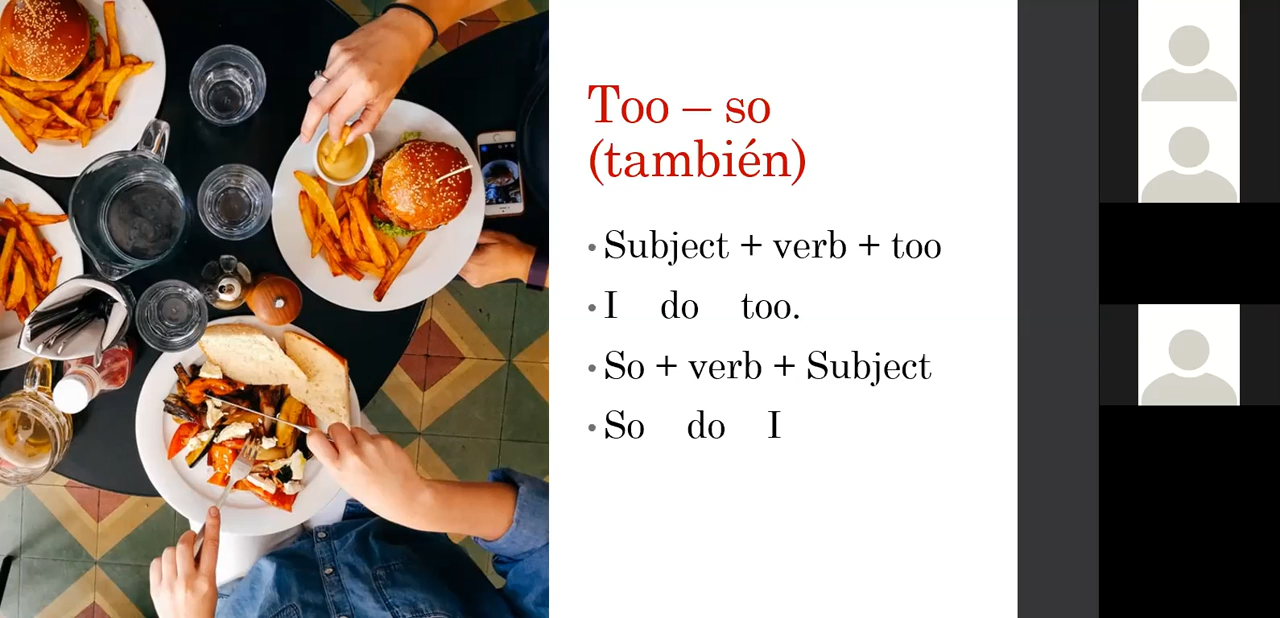 Too – so
(también)
• Subject + verb + too
• I do too.
• So + verb + Subject
• So do I